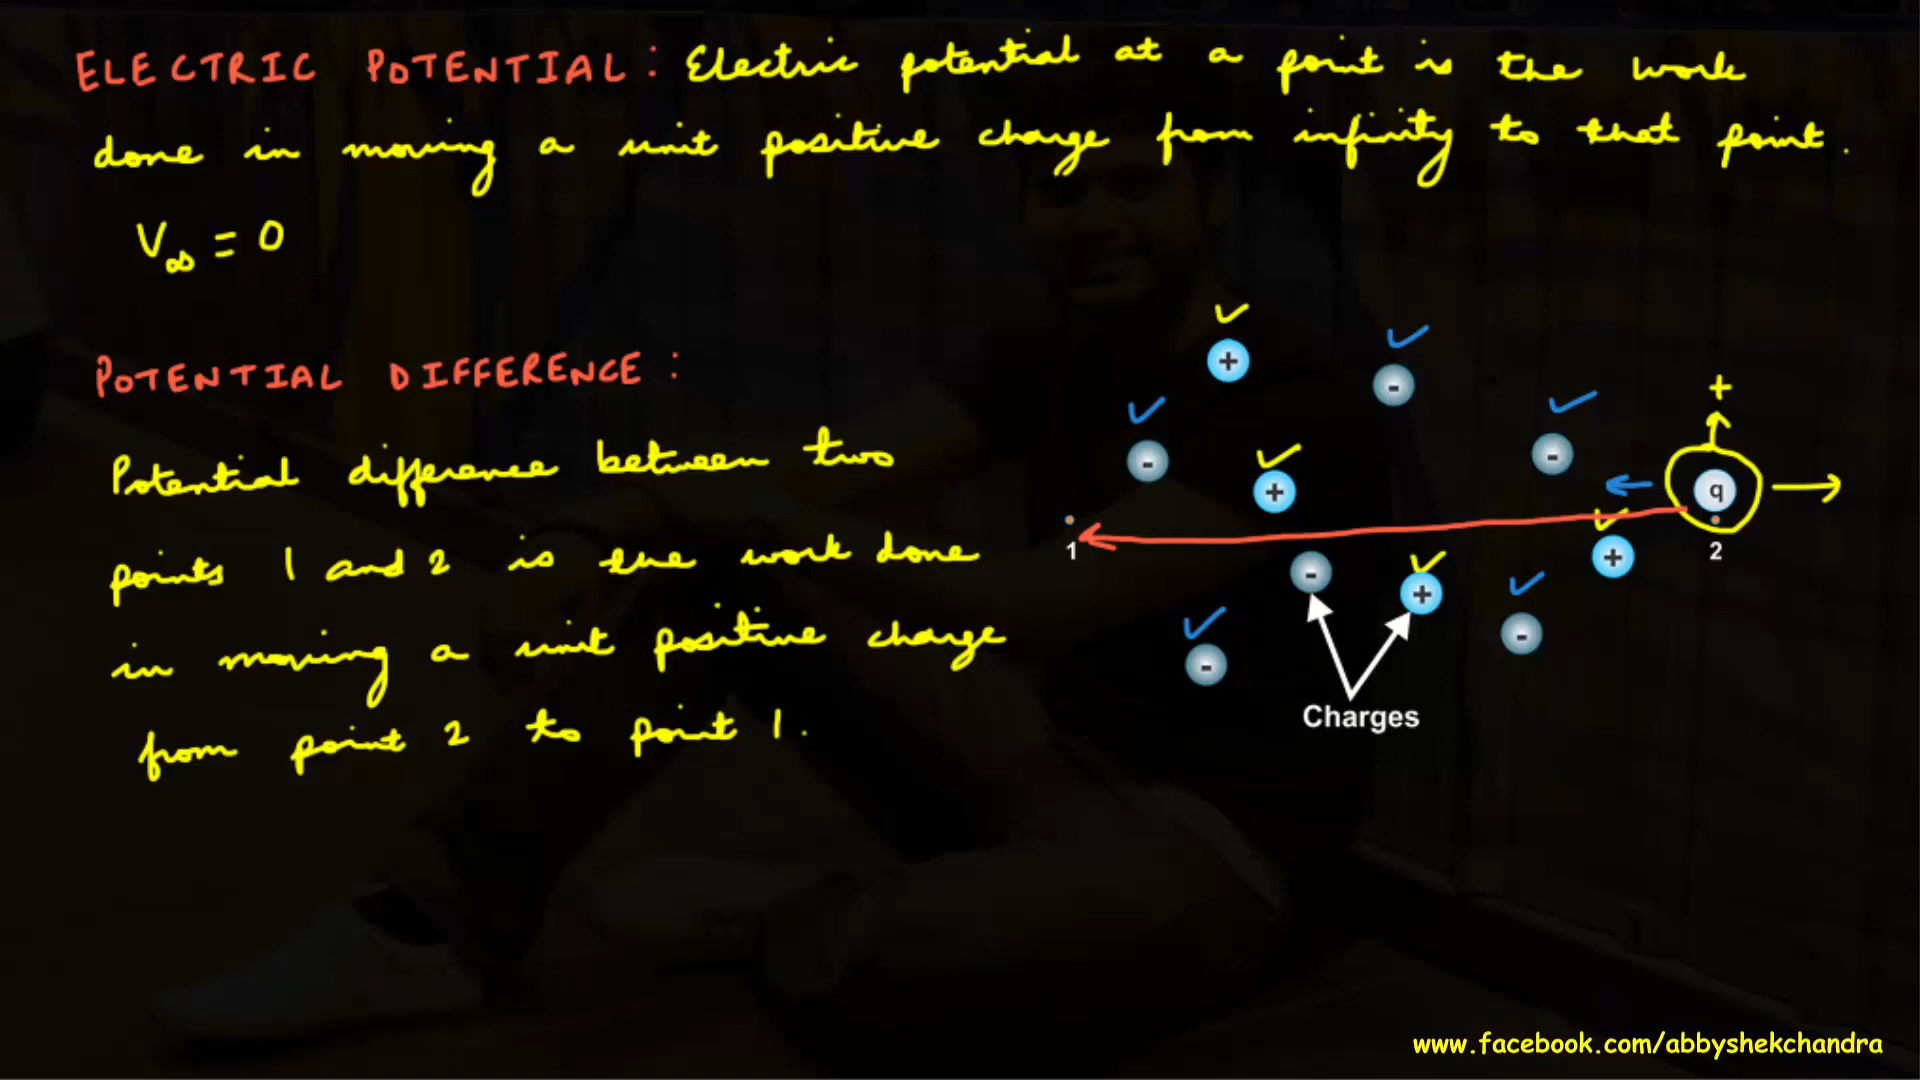 ELECTRIC POTENTIAL : Electric potential at a point is the work
done in moving a unit positive charge from infinity to that point.
V∞ = 0
POTENTIAL DIFFERENCE :
Potential difference between two
points 1 and 2 is the work done
in moving a unit positive charge
from point 2 to point 1.
+
-
+
-
-
+
-
q
1
-
+
+
2
-
-
Charges
www.facebook.com/abbyshekchandra